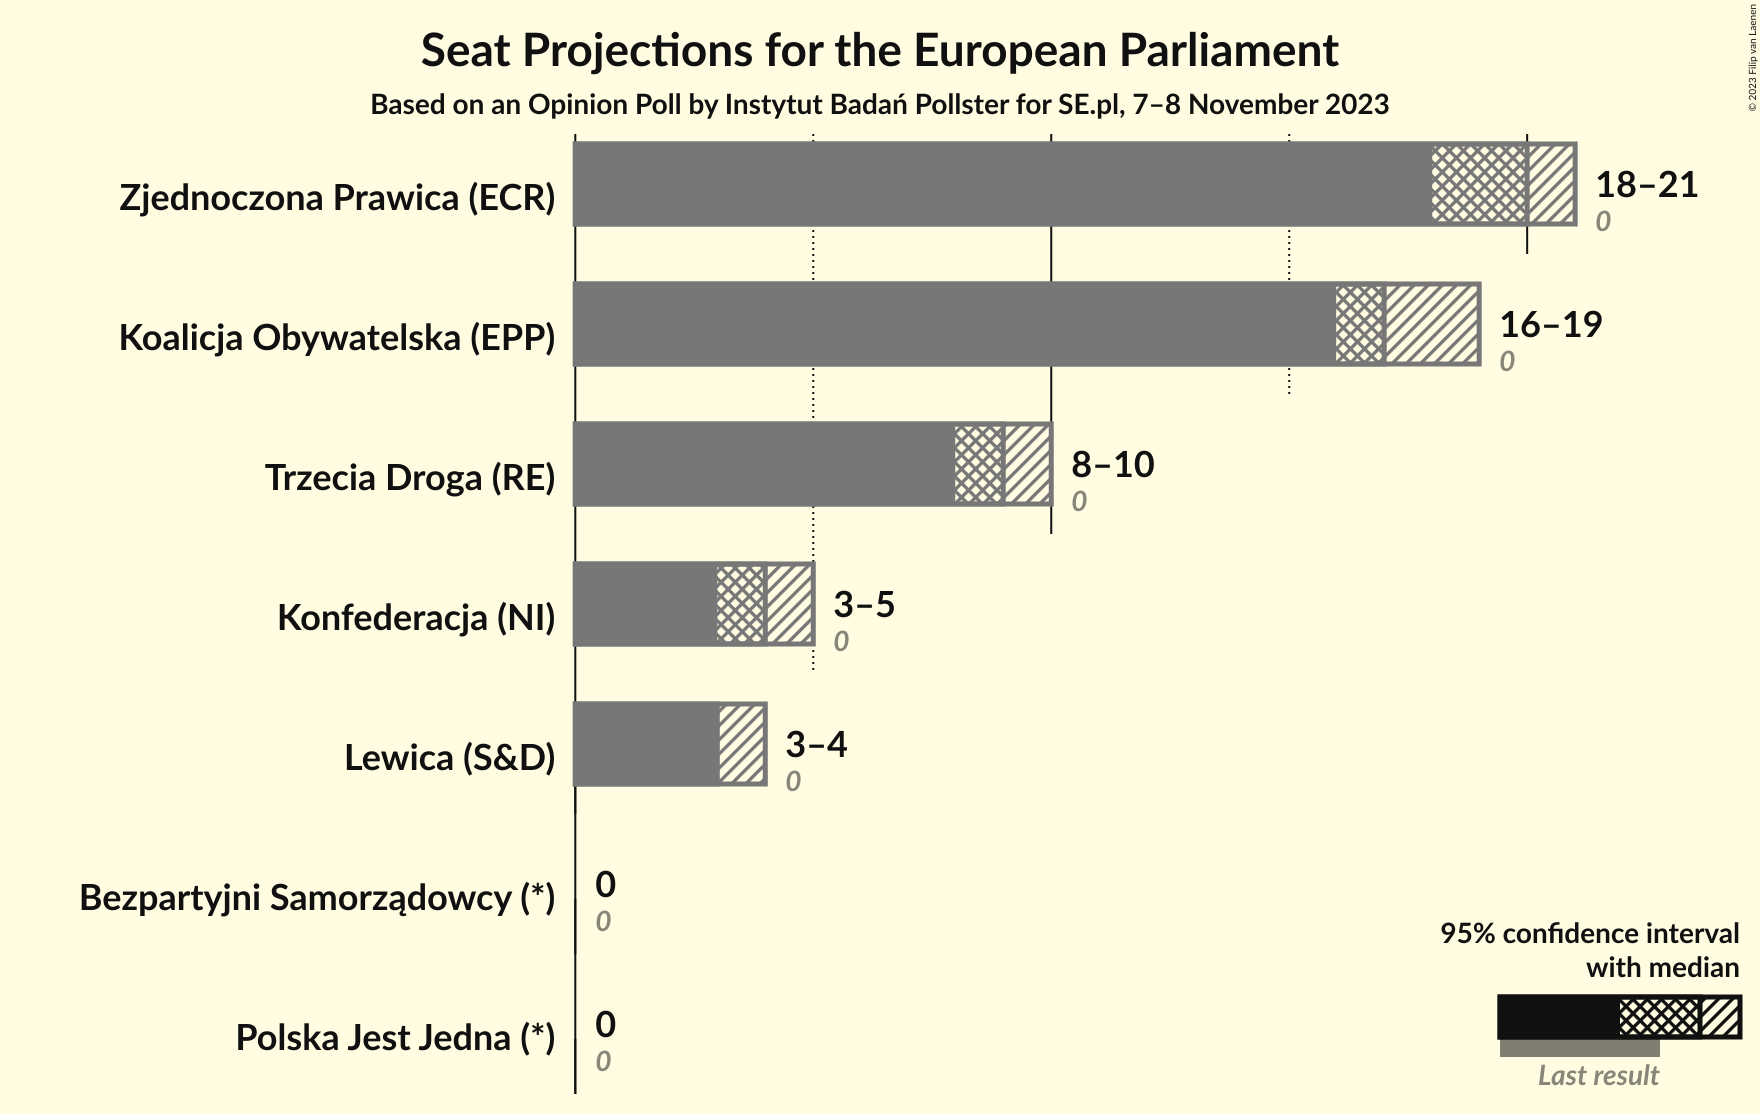 Seat Projections for the European Parliament
Based on an Opinion Poll by Instytut Badań Pollster for SE.pl, 7–8 November 2023
© 2023 Filip van Laenen
Zjednoczona Prawica (ECR)
18–21
0
Koalicja Obywatelska (EPP)
16–19
0
Trzecia Droga (RE)
8–10
0
Konfederacja (NI)
3–5
0
Lewica (S&D)
3–4
0
Bezpartyjni Samorządowcy (*)
0
0
Polska Jest Jedna (*)
0
0
95% confidence interval
with median
Last result